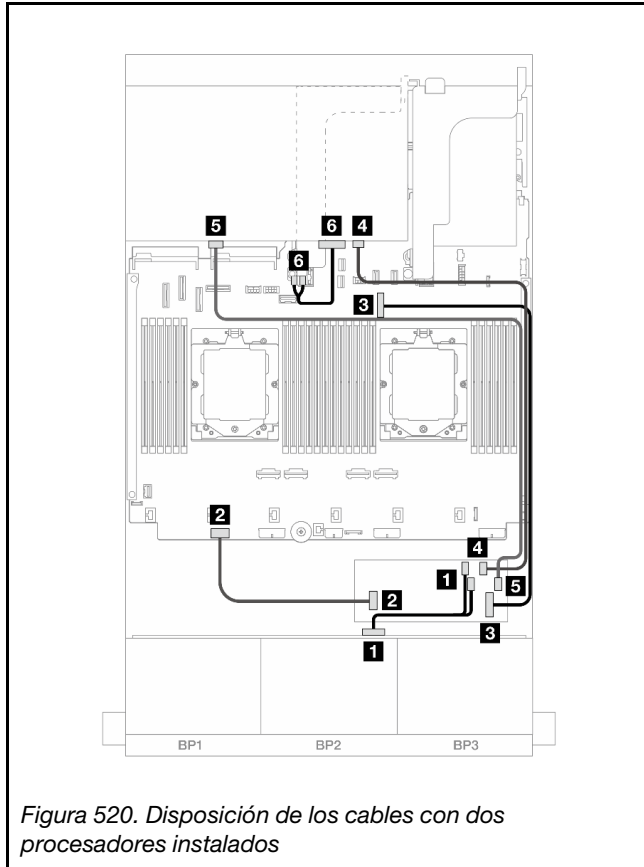 5 6 4
6
3
2
4
1
5
2
3
1
BP1 BP2 BP3
Figura 520. Disposición de los cables con dos
procesadores instalados